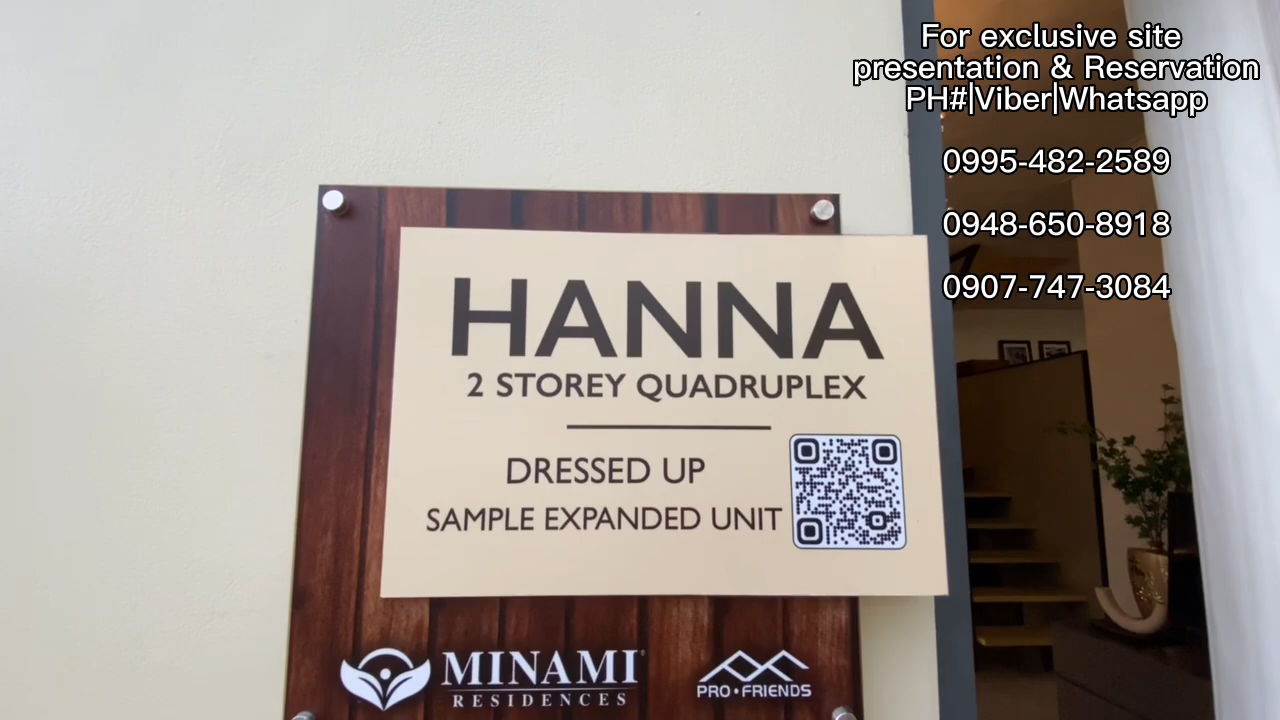 For exclusive site
presentation & Reservation
PH#|Viber|Whatsapp
0995-482-2589
0948-650-8918
0907-747-3084
HANNA
2 STOREY QUADRUPLEX
DRESSED UP
SAMPLE EXPANDED UNIT
MINAMI
RESIDENCES
PRO•FRIENDS